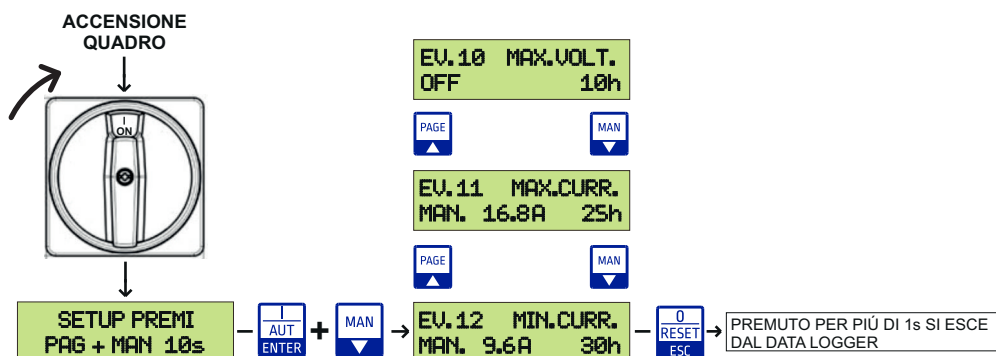 ACCENSIONE
QUADRO
I
ON
EV.10 MAX.VOLT.
OFF 10h
PAGE
MAN
EV.11 MAX.CURR.
MAN. 16.8A 25h
PAGE
MAN
SETUP PREMI
PAG + MAN 10s
I
AUT
ENTER
+
MAN
EV.12 MIN.CURR.
MAN. 9.6A 30h
0
RESET
ESC
PREMUTO PER PIÚ DI 1s SI ESCE
DAL DATA LOGGER